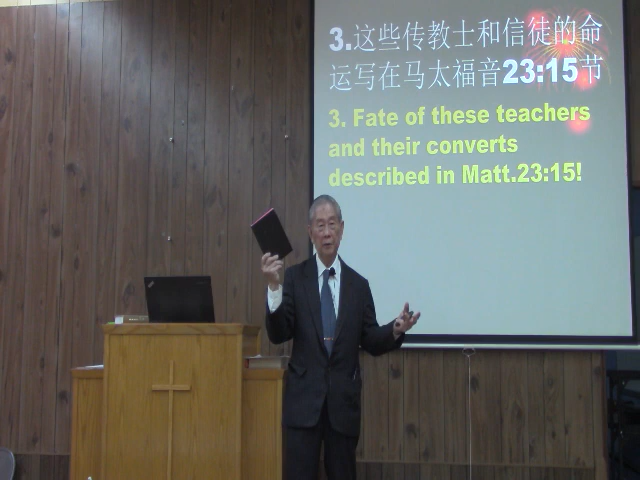 3.这些传教士和信徒的命
运写在马太福音23:15节
3. Fate of these teachers
and their converts
described in Matt.23:15!